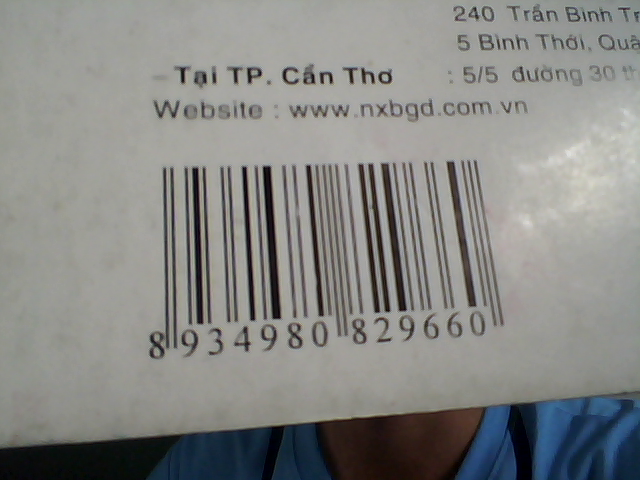 240 Trần Bình
5 Bình Thới, Quậ
– Tại TP. Cần Thơ : 5/5 đường 30
Website : www.nxbgd.com.vn
8 934980 829660